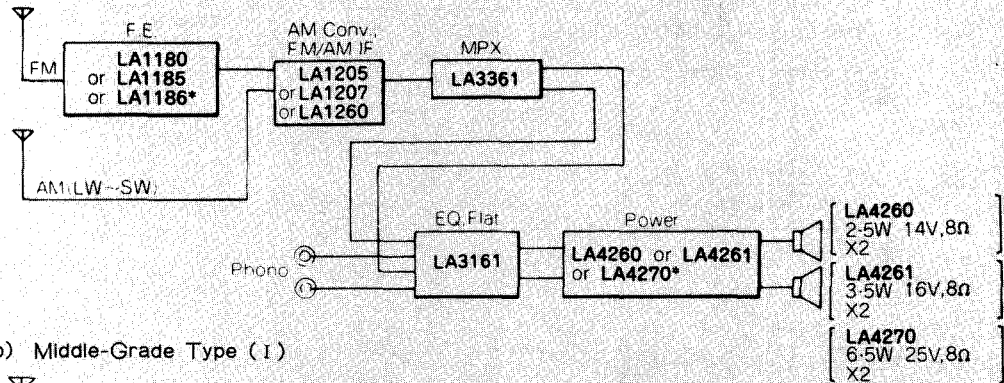 F.E.
FM
LA1180
or LA1185
or LA1186*
AM Conv.,
FM/AM IF
LA1205
or LA1207
or LA1260
MPX
LA3361
AM(LW~SW)
Phono
EQ,Flat
LA3161
Power
LA4260 or LA4261
or LA4270*
LA4260
2·5W 14V,8Ω
X2
LA4261
3·5W 16V,8Ω
X2
LA4270
6·5W 25V,8Ω
X2
) Middle-Grade Type (I)